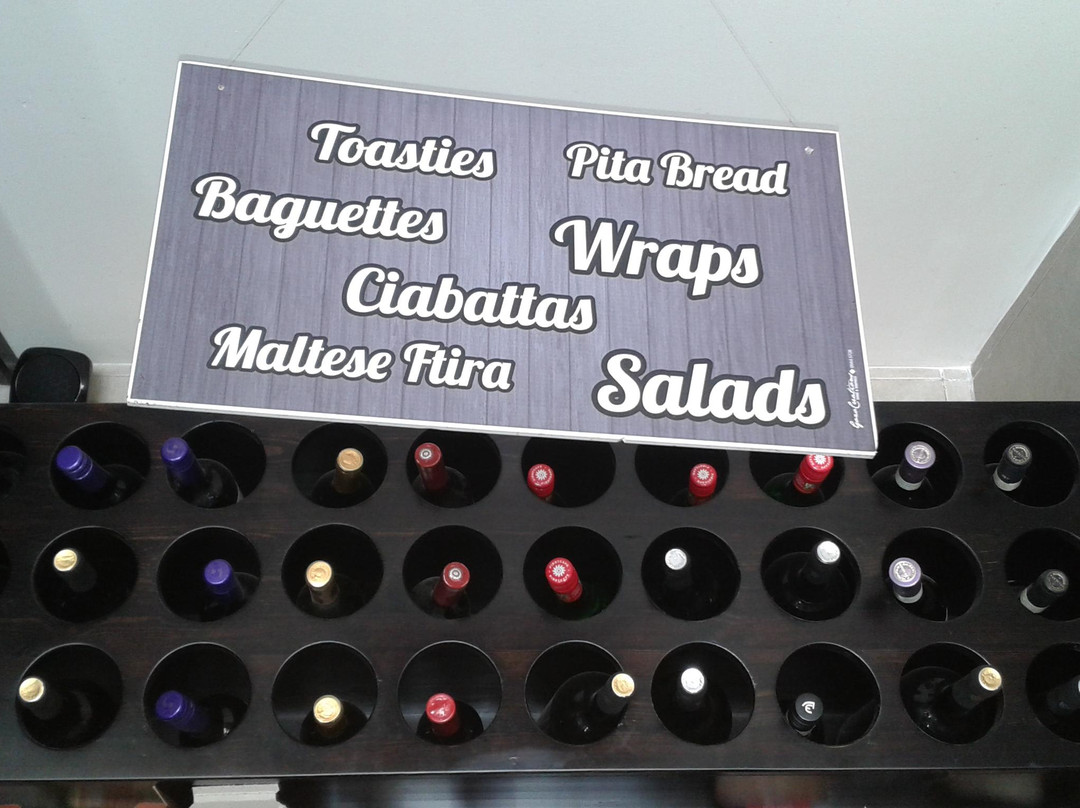 Toasties
Pita Bread
Baguettes
Wraps
Ciabattas
Maltese Ftira
Salads